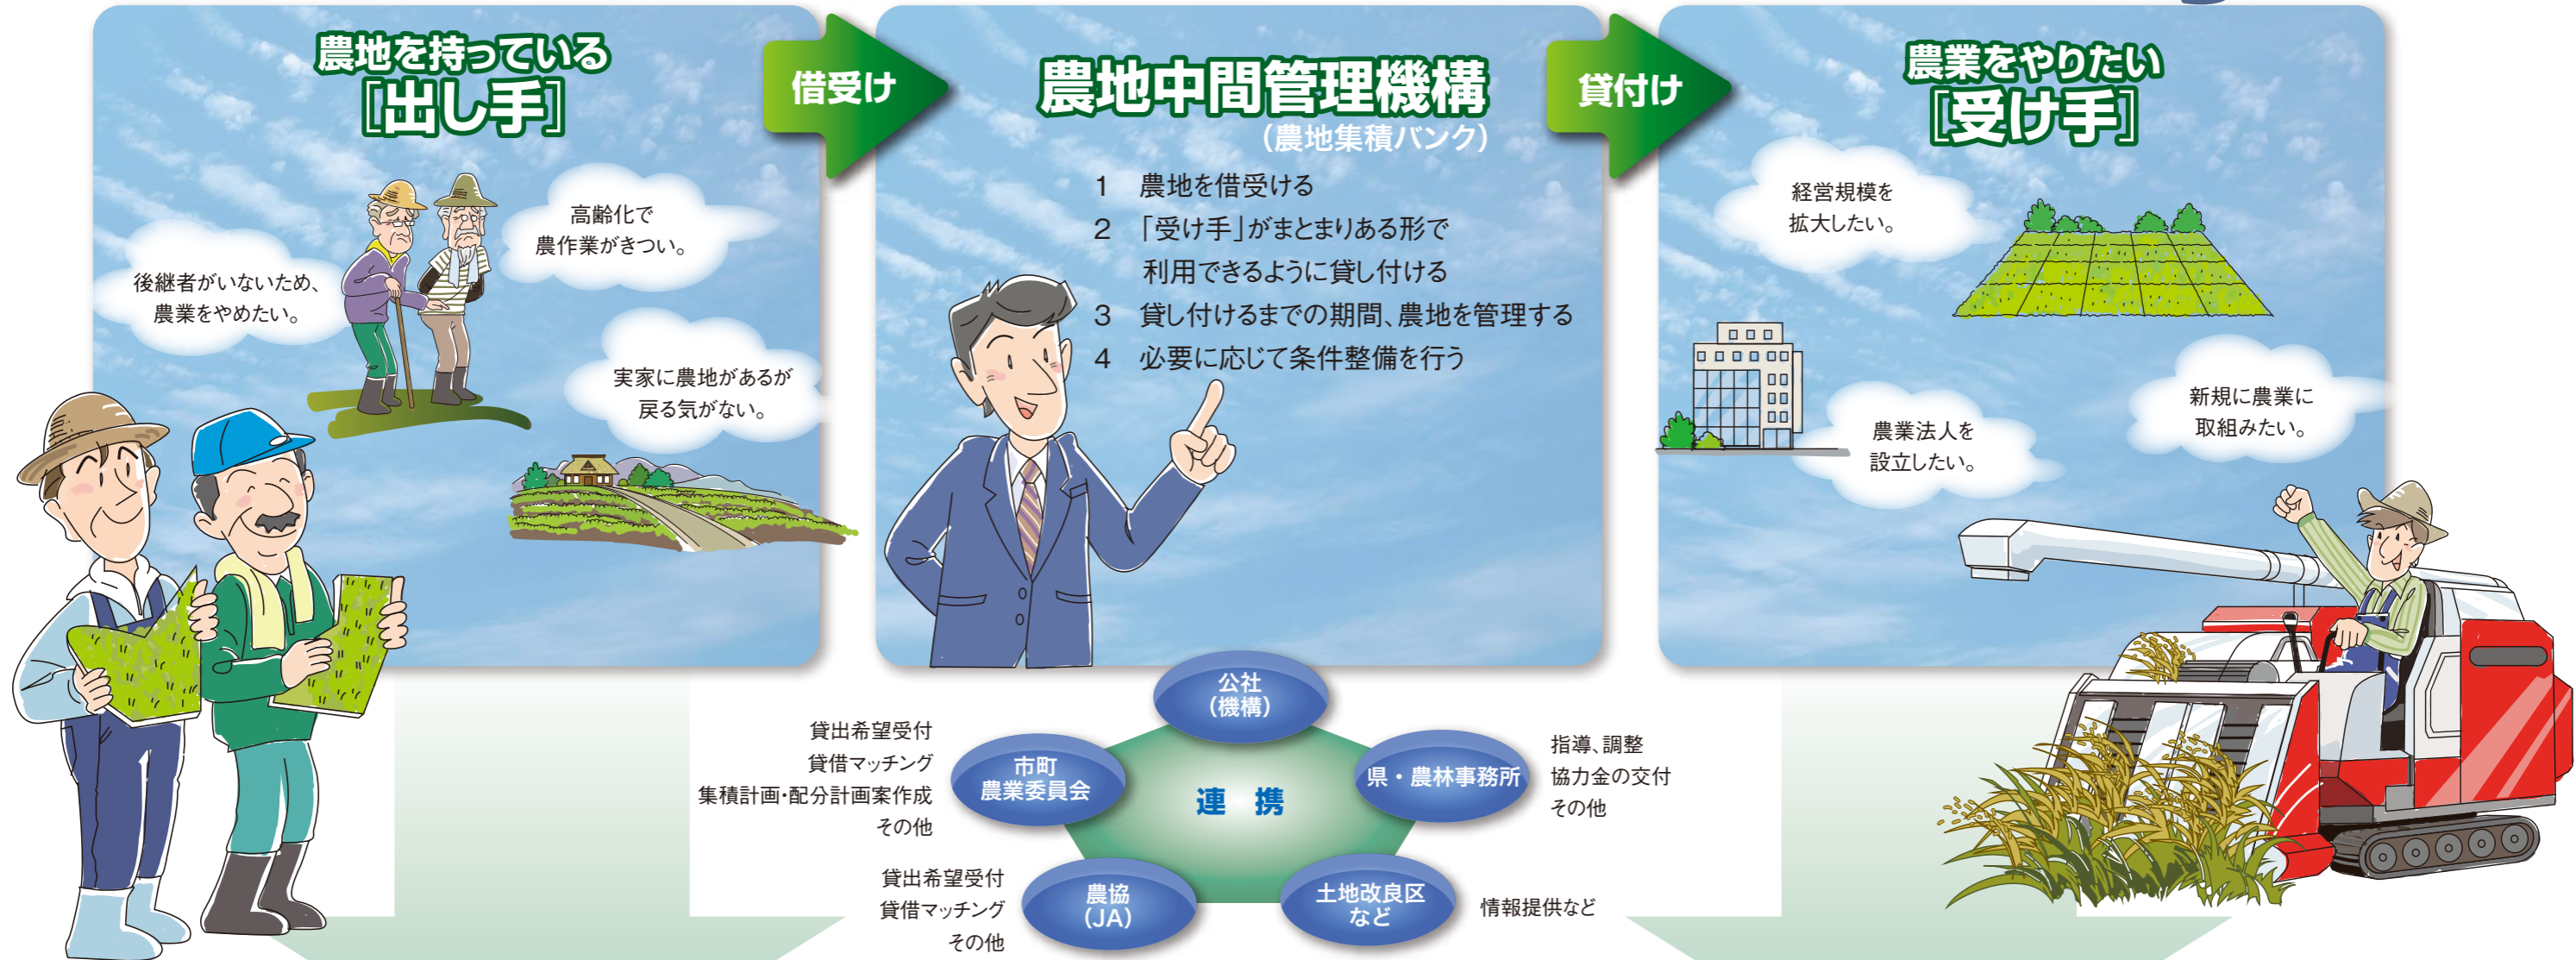 農地を持っている
［出し手］
高齢化で
農作業がきつい。
後継者がいないため、
農業をやめたい。
実家に農地があるが
戻る気がない。
借受け
農地中間管理機構
（農地集積バンク）
1 農地を借受ける
2 「受け手」がまとまりある形で
利用できるように貸し付ける
3 貸し付けるまでの期間、農地を管理する
4 必要に応じて条件整備を行う
貸付け
農業をやりたい
［受け手］
経営規模を
拡大したい。
農業法人を
設立したい。
新規に農業に
取組みたい。
公社
（機構）
貸出希望受付
貸借マッチング
集積計画・配分計画案作成
その他
市町
農業委員会
連 携
県・農林事務所
指導、調整
協力金の交付
その他
貸出希望受付
貸借マッチング
その他
農協
（JA）
土地改良区
など
情報提供など